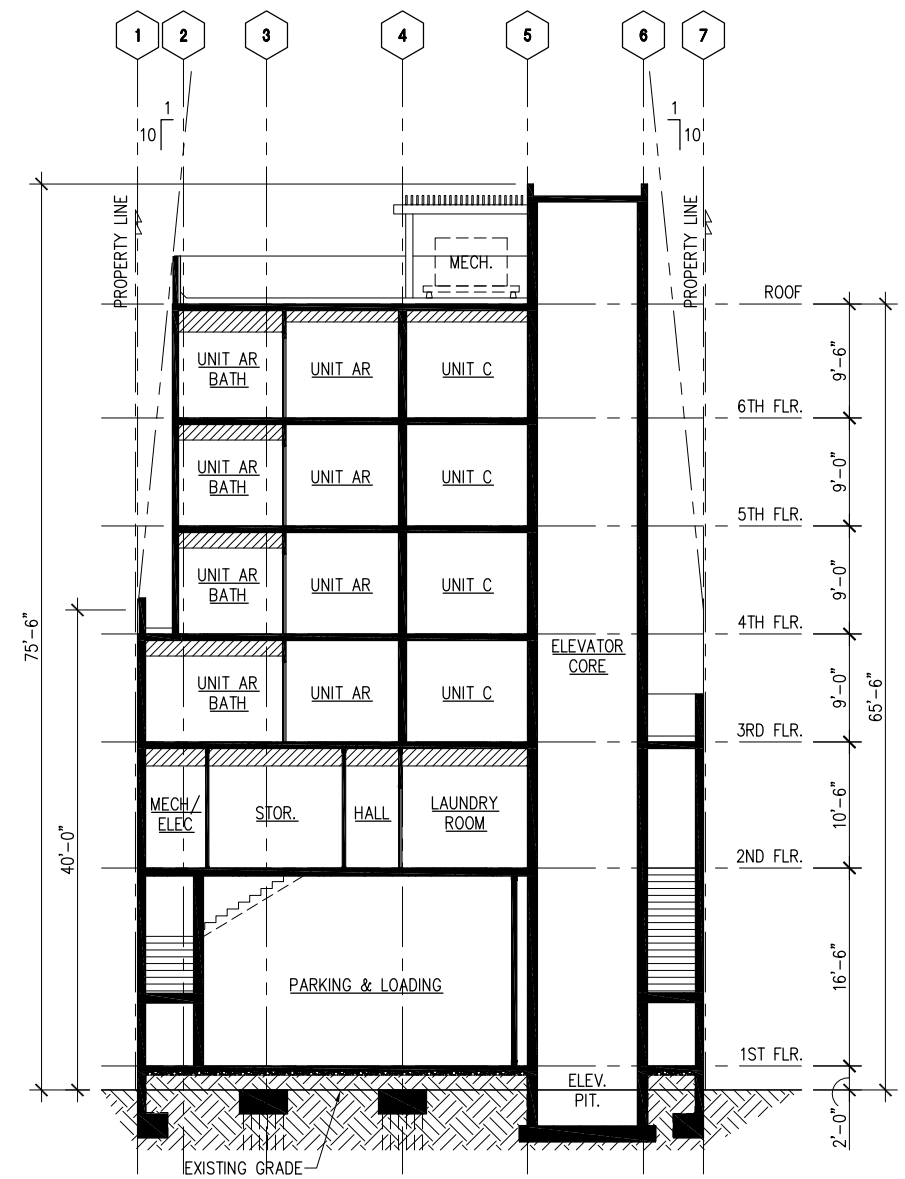 1 2 3 4 5 6 7
1 1
10 10
PROPERTY LINE
PROPERTY LINE
MECH.
ROOF
UNIT AR
BATH
UNIT AR
UNIT C
9'-6"
6TH FLR.
UNIT AR
BATH
UNIT AR
UNIT C
9'-0"
5TH FLR.
UNIT AR
BATH
UNIT AR
UNIT C
9'-0"
4TH FLR.
75'-6"
ELEVATOR
CORE
UNIT AR
BATH
UNIT AR
UNIT C
9'-0"
65'-6"
3RD FLR.
MECH/
ELEC
STOR.
HALL
LAUNDRY
ROOM
10'-6"
40'-0"
2ND FLR.
PARKING & LOADING
16'-6"
1ST FLR.
ELEV.
PIT.
2'-0"
EXISTING GRADE